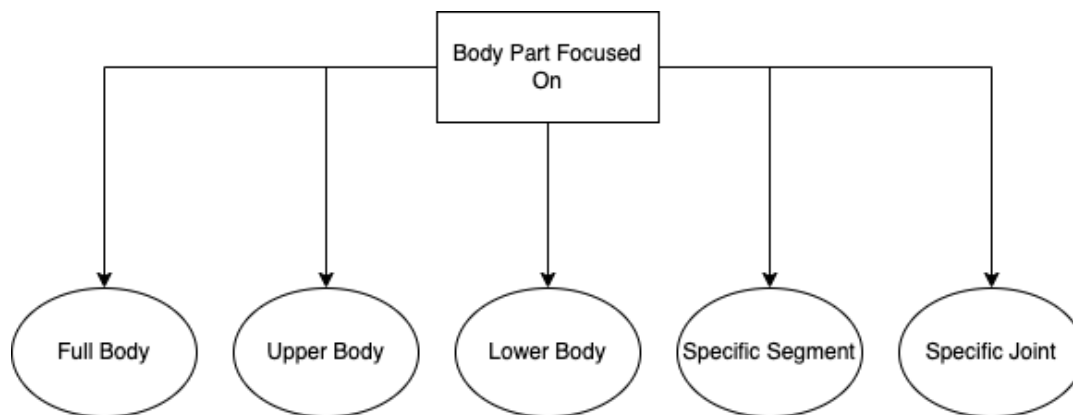 Body Part Focused
On
Full Body
Upper Body
Lower Body
Specific Segment
Specific Joint